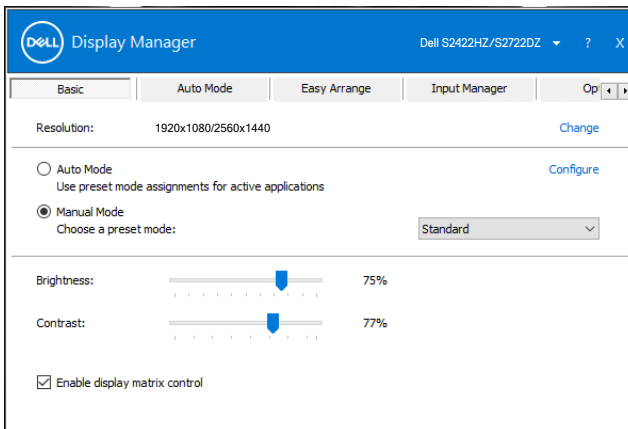 DELL Display Manager Dell S2422HZ/S2722DZ ? X
Basic Auto Mode Easy Arrange Input Manager Op
Resolution: 1920x1080/2560x1440 Change
Auto Mode Configure
Use preset mode assignments for active applications
Manual Mode
Choose a preset mode: Standard
Brightness: 75%
Contrast: 77%
Enable display matrix control